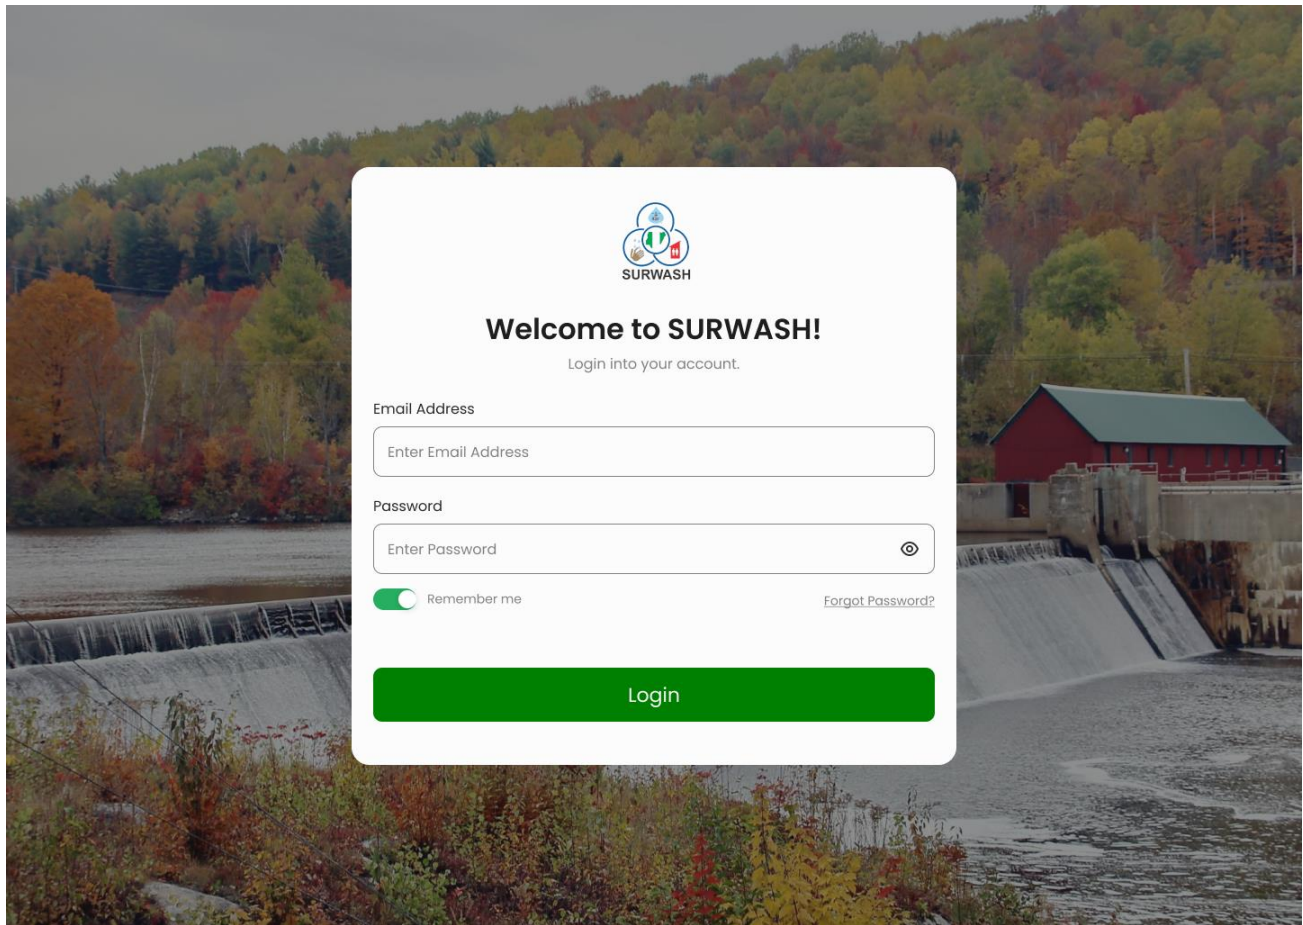 SURWASH
Welcome to SURWASH!
Login into your account.
Email Address
Enter Email Address
Password
Enter Password
Remember me
Forgot Password?
Login